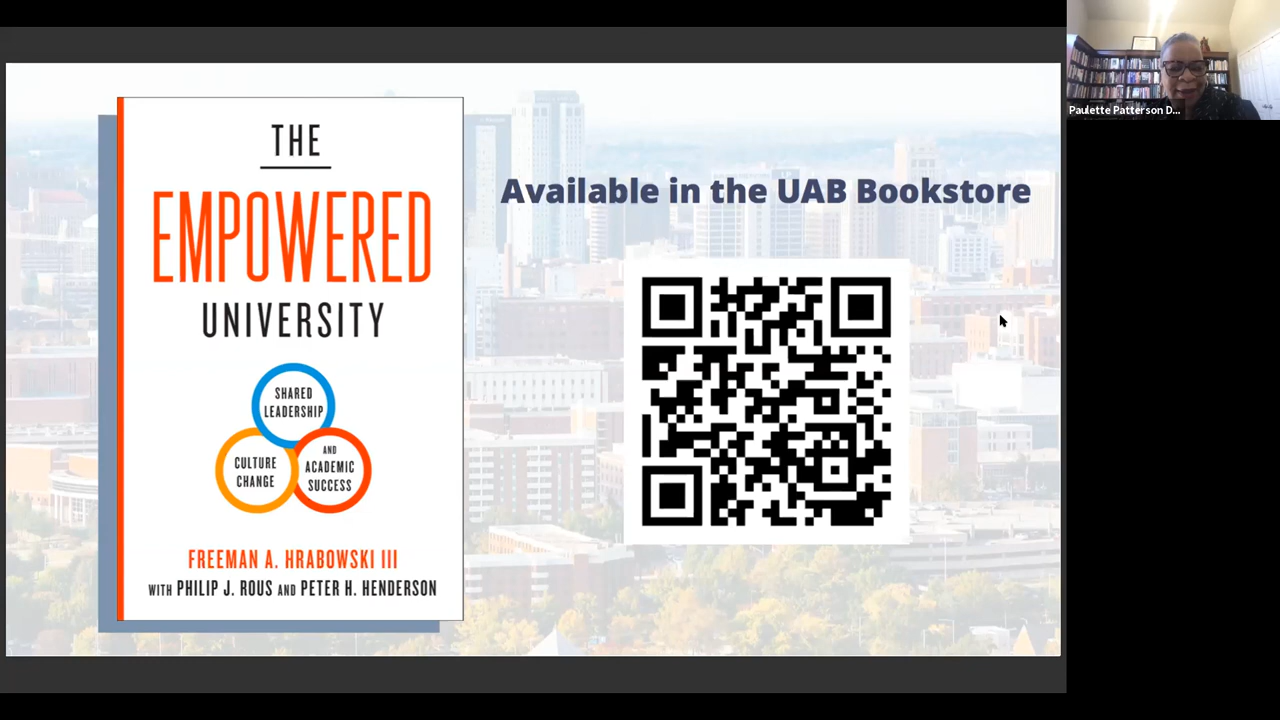 THE
EMPOWERED
UNIVERSITY
SHARED
LEADERSHIP
CULTURE
CHANGE
AND
ACADEMIC
SUCCESS
FREEMAN A. HRABOWSKI III
WITH PHILIP J. ROUS AND PETER H. HENDERSON
Available in the UAB Bookstore
Paulette Patterson D...